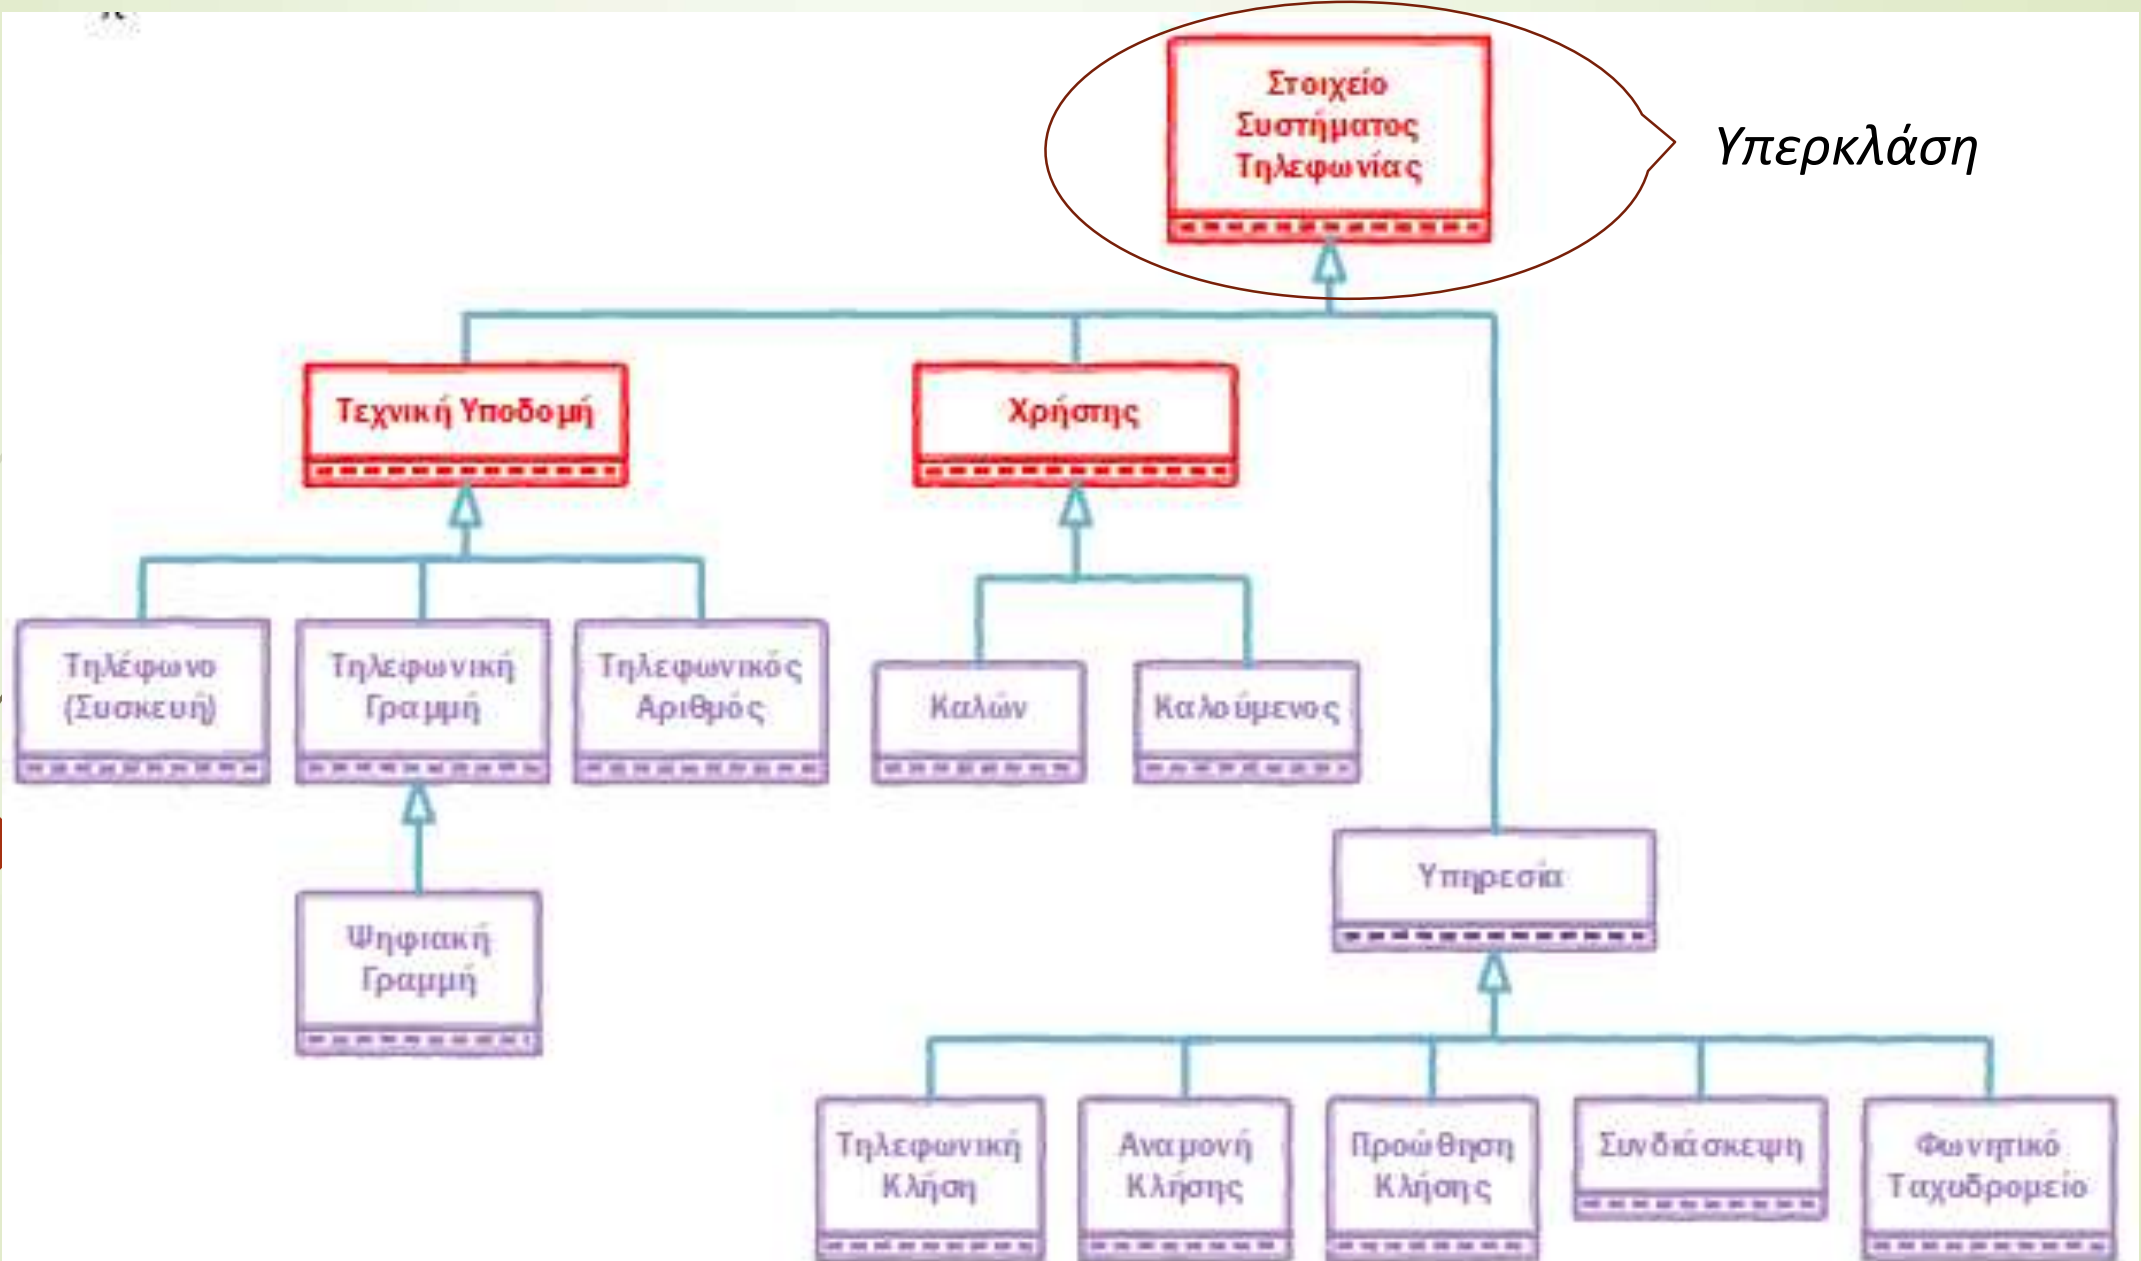 Στοιχείο
Συστήματος
Τηλεφωνίας
Υπερκλάση
Τεχνική Υποδομή
Χρήστης
Τηλέφωνο
(Συσκευή)
Τηλεφωνική
Γραμμή
Τηλεφωνικός
Αριθμός
Καλών
Καλούμενος
Υπηρεσία
Ψηφιακή
Γραμμή
Τηλεφωνική
Κλήση
Αναμονή
Κλήσης
Προώθηση
Κλήσης
Συνδιάσκεψη
Φωνητικό
Ταχυδρομείο